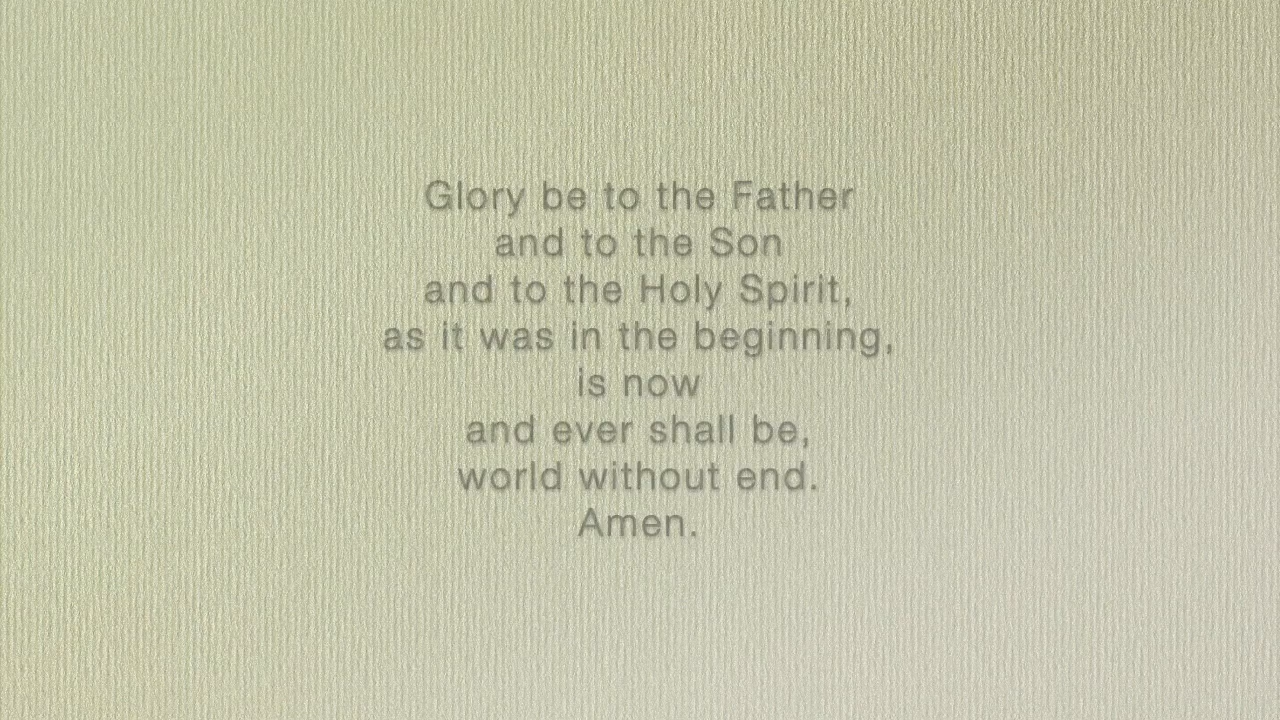 Glory be to the Father
and to the Son
and to the Holy Spirit,
as it was in the beginning,
is now
and ever shall be,
world without end.
Amen.